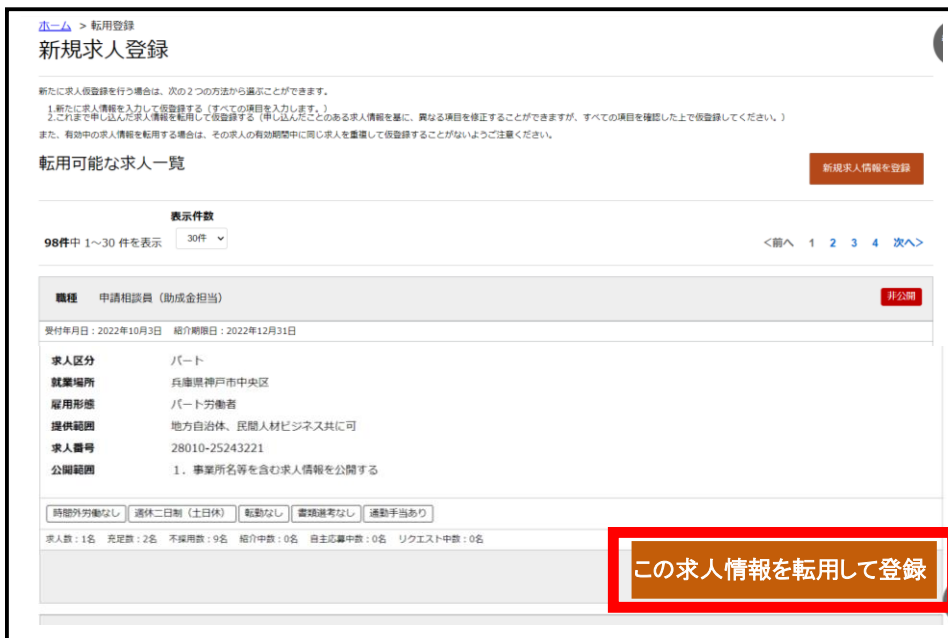 ホーム > 転用登録
新規求人登録
新たに求人仮登録を行う場合は、次の２つの方法から選ぶことができます。
1.新たに求人情報を入力して仮登録する（すべての項目を入力します。）
2.これまで申し込んだ求人情報を転用して仮登録する（申し込んだことのある求人情報を基に、異なる項目を修正することができますが、すべての項目を確認した上で仮登録してください。）
また、有効中の求人情報を転用する場合は、その求人の有効期間中に同じ求人を重複して仮登録することがないようご注意ください。
転用可能な求人一覧
新規求人情報を登録
表示件数
98件中 1～30 件を表示 30件 <前へ 1 2 3 4 次へ>
職種 申請相談員（助成金担当） 非公開
受付年月日：2022年10月3日 紹介期限日：2022年12月31日
求人区分 パート
就業場所 兵庫県神戸市中央区
雇用形態 パート労働者
提供範囲 地方自治体、民間人材ビジネス共に可
求人番号 28010-25243221
公開範囲 １．事業所名等を含む求人情報を公開する
時間外労働なし 週休二日制（土日休） 転勤なし 書類選考なし 通勤手当あり
求人数：1名 充足数：2名 不採用数：9名 紹介中数：0名 自主応募中数：0名 リクエスト中数：0名
この求人情報を転用して登録